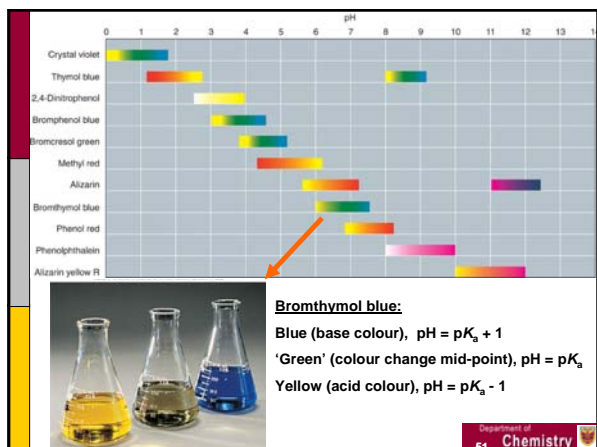 pH
0 1 2 3 4 5 6 7 8 9 10 11 12 13 14
Crystal violet
Thymol blue
2,4-Dinitrophenol
Bromphenol blue
Bromcresol green
Methyl red
Alizarin
Bromthymol blue
Phenol red
Phenolphthalein
Alizarin yellow R
Bromthymol blue:
Blue (base colour), pH = pKa + 1
'Green' (colour change mid-point), pH = pKa
Yellow (acid colour), pH = pKa - 1
Department of
51 Chemistry